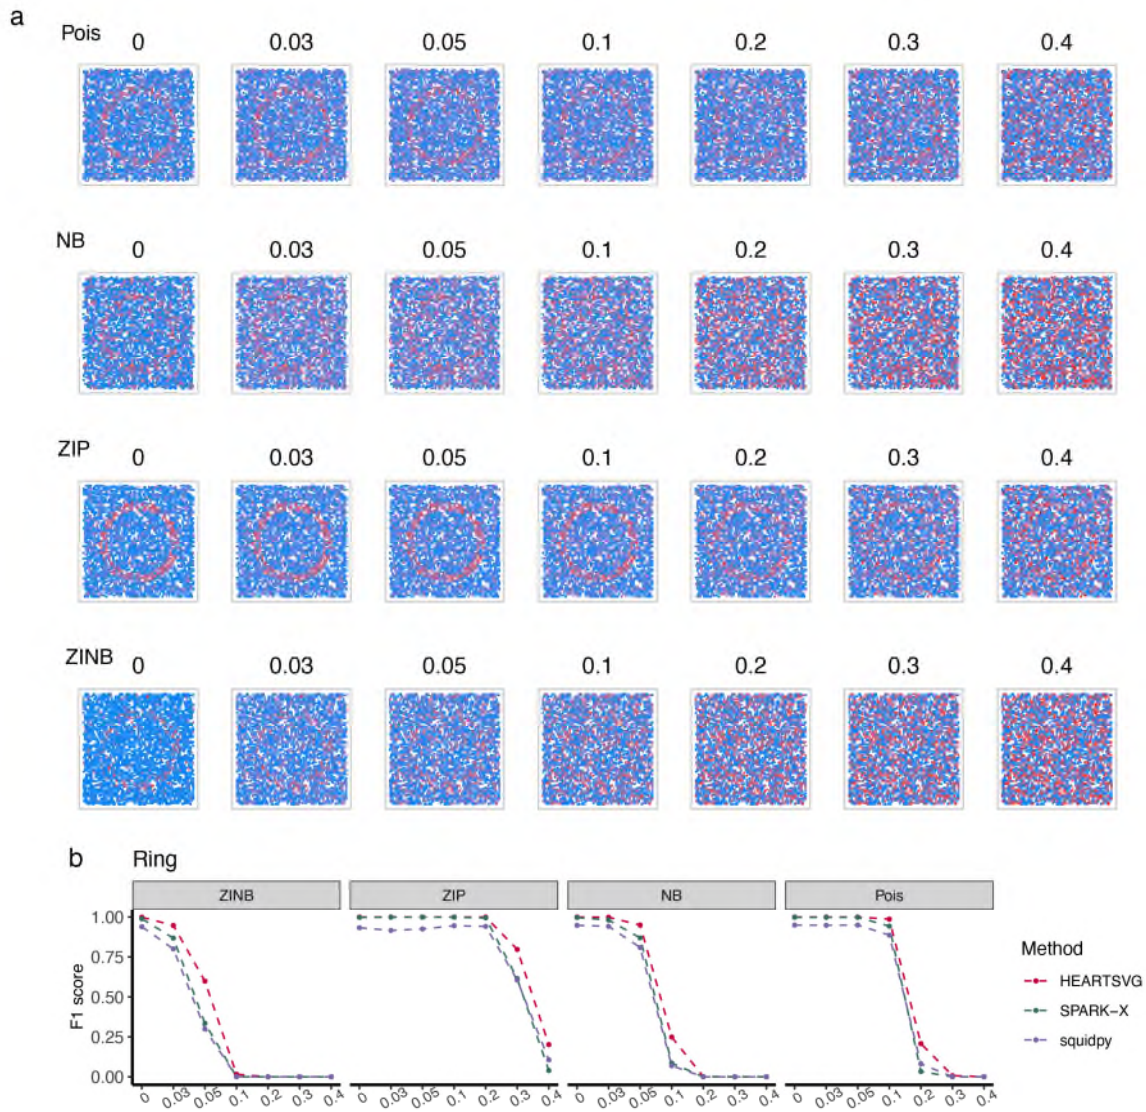 a
Pois
0 0.03 0.05 0.1 0.2 0.3 0.4
NB
0 0.03 0.05 0.1 0.2 0.3 0.4
ZIP
0 0.03 0.05 0.1 0.2 0.3 0.4
ZINB
0 0.03 0.05 0.1 0.2 0.3 0.4
b Ring
ZINB ZIP NB Pois
1.00
0.75
0.50
0.25
0.00
F1 score
0 0.03 0.05 0.1 0.2 0.3 0.4 0 0.03 0.05 0.1 0.2 0.3 0.4 0 0.03 0.05 0.1 0.2 0.3 0.4 0 0.03 0.05 0.1 0.2 0.3 0.4
Method
HEARTSVG
SPARK-X
squidpy